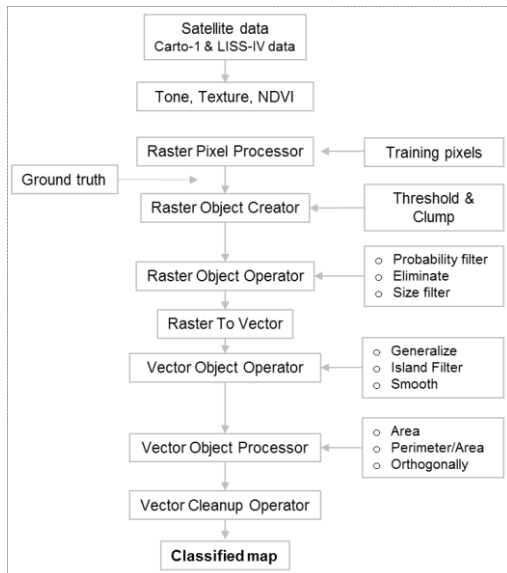 Satellite data
Carto-1 & LISS-IV data
Tone, Texture, NDVI
Raster Pixel Processor
Training pixels
Ground truth
Raster Object Creator
Threshold &
Clump
Raster Object Operator
o Probability filter
o Eliminate
o Size filter
Raster To Vector
Vector Object Operator
o Generalize
o Island Filter
o Smooth
Vector Object Processor
o Area
o Perimeter/Area
o Orthogonally
Vector Cleanup Operator
Classified map